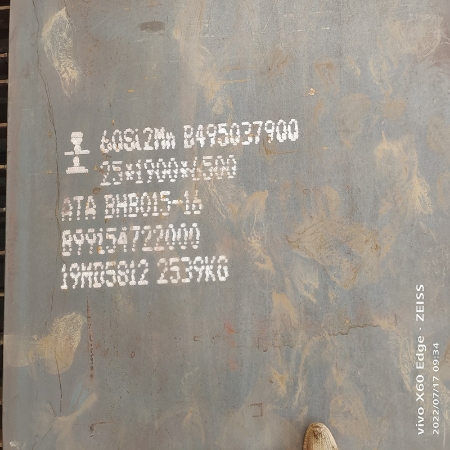 60Si2Mn B495037900
25*1900*6500
ATA BHB015-16
B99154722000
19MD5812 2539KG
vivo X60 Edge · ZEISS
2022/07/17 09:34